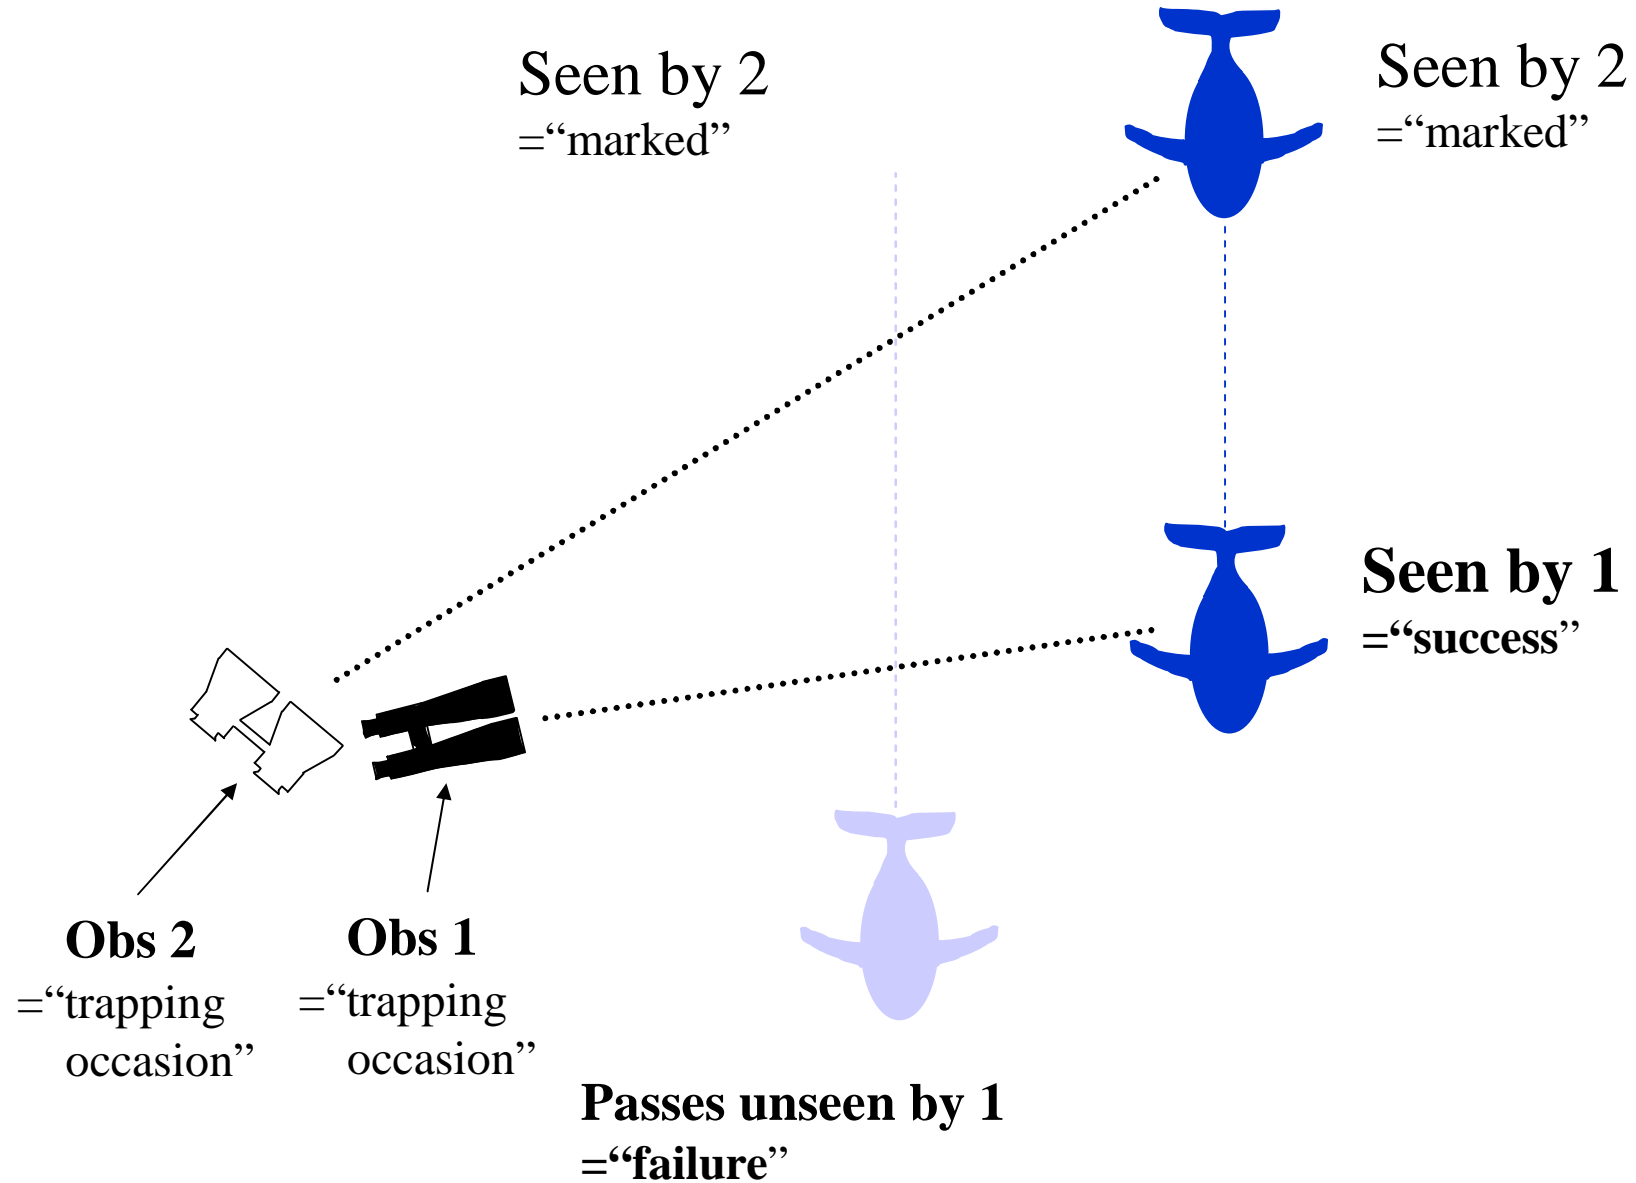 Seen by 2
=“marked”
Seen by 2
=“marked”
Seen by 1
=“success”
Obs 2
=“trapping
occasion”
Obs 1
=“trapping
occasion”
Passes unseen by 1
=“failure”